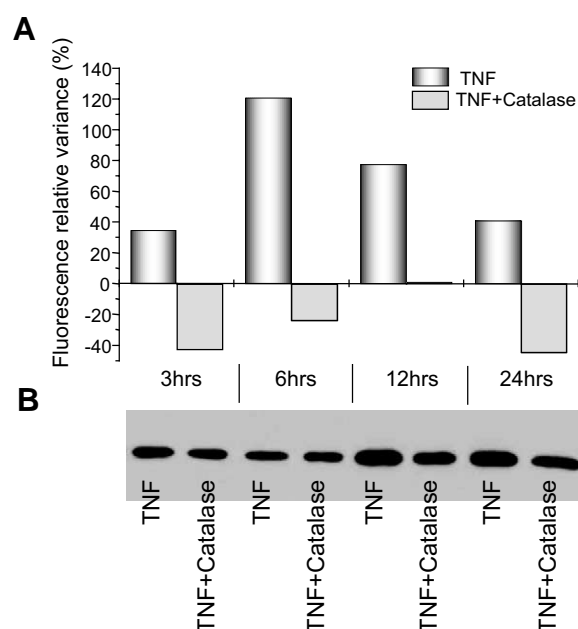 A
Fluorescence relative variance (%)
140
120
100
80
60
40
20
0
-20
-40
TNF
TNF+Catalase
3hrs
6hrs
12hrs
24hrs
B
TNF
TNF+Catalase
TNF
TNF+Catalase
TNF
TNF+Catalase
TNF
TNF+Catalase